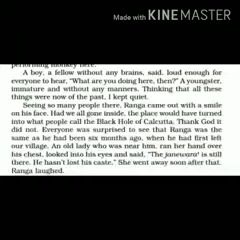 Made with KINEMASTER
performing monkey here.
A boy, a fellow without any brains, said, loud enough for
everyone to hear, "What are you doing here, then?" A youngster,
immature and without any manners. Thinking that all these
things were now of the past, I kept quiet.
Seeing so many people there, Ranga came out with a smile
on his face. Had we all gone inside, the place would have turned
into what people call the Black Hole of Calcutta. Thank God it
did not. Everyone was surprised to see that Ranga was the
same as he had been six months ago, when he had first left
our village. An old lady who was near him, ran her hand over
his chest, looked into his eyes and said, "The janewara' is still
there. He hasn't lost his caste." She went away soon after that.
Ranga laughed.